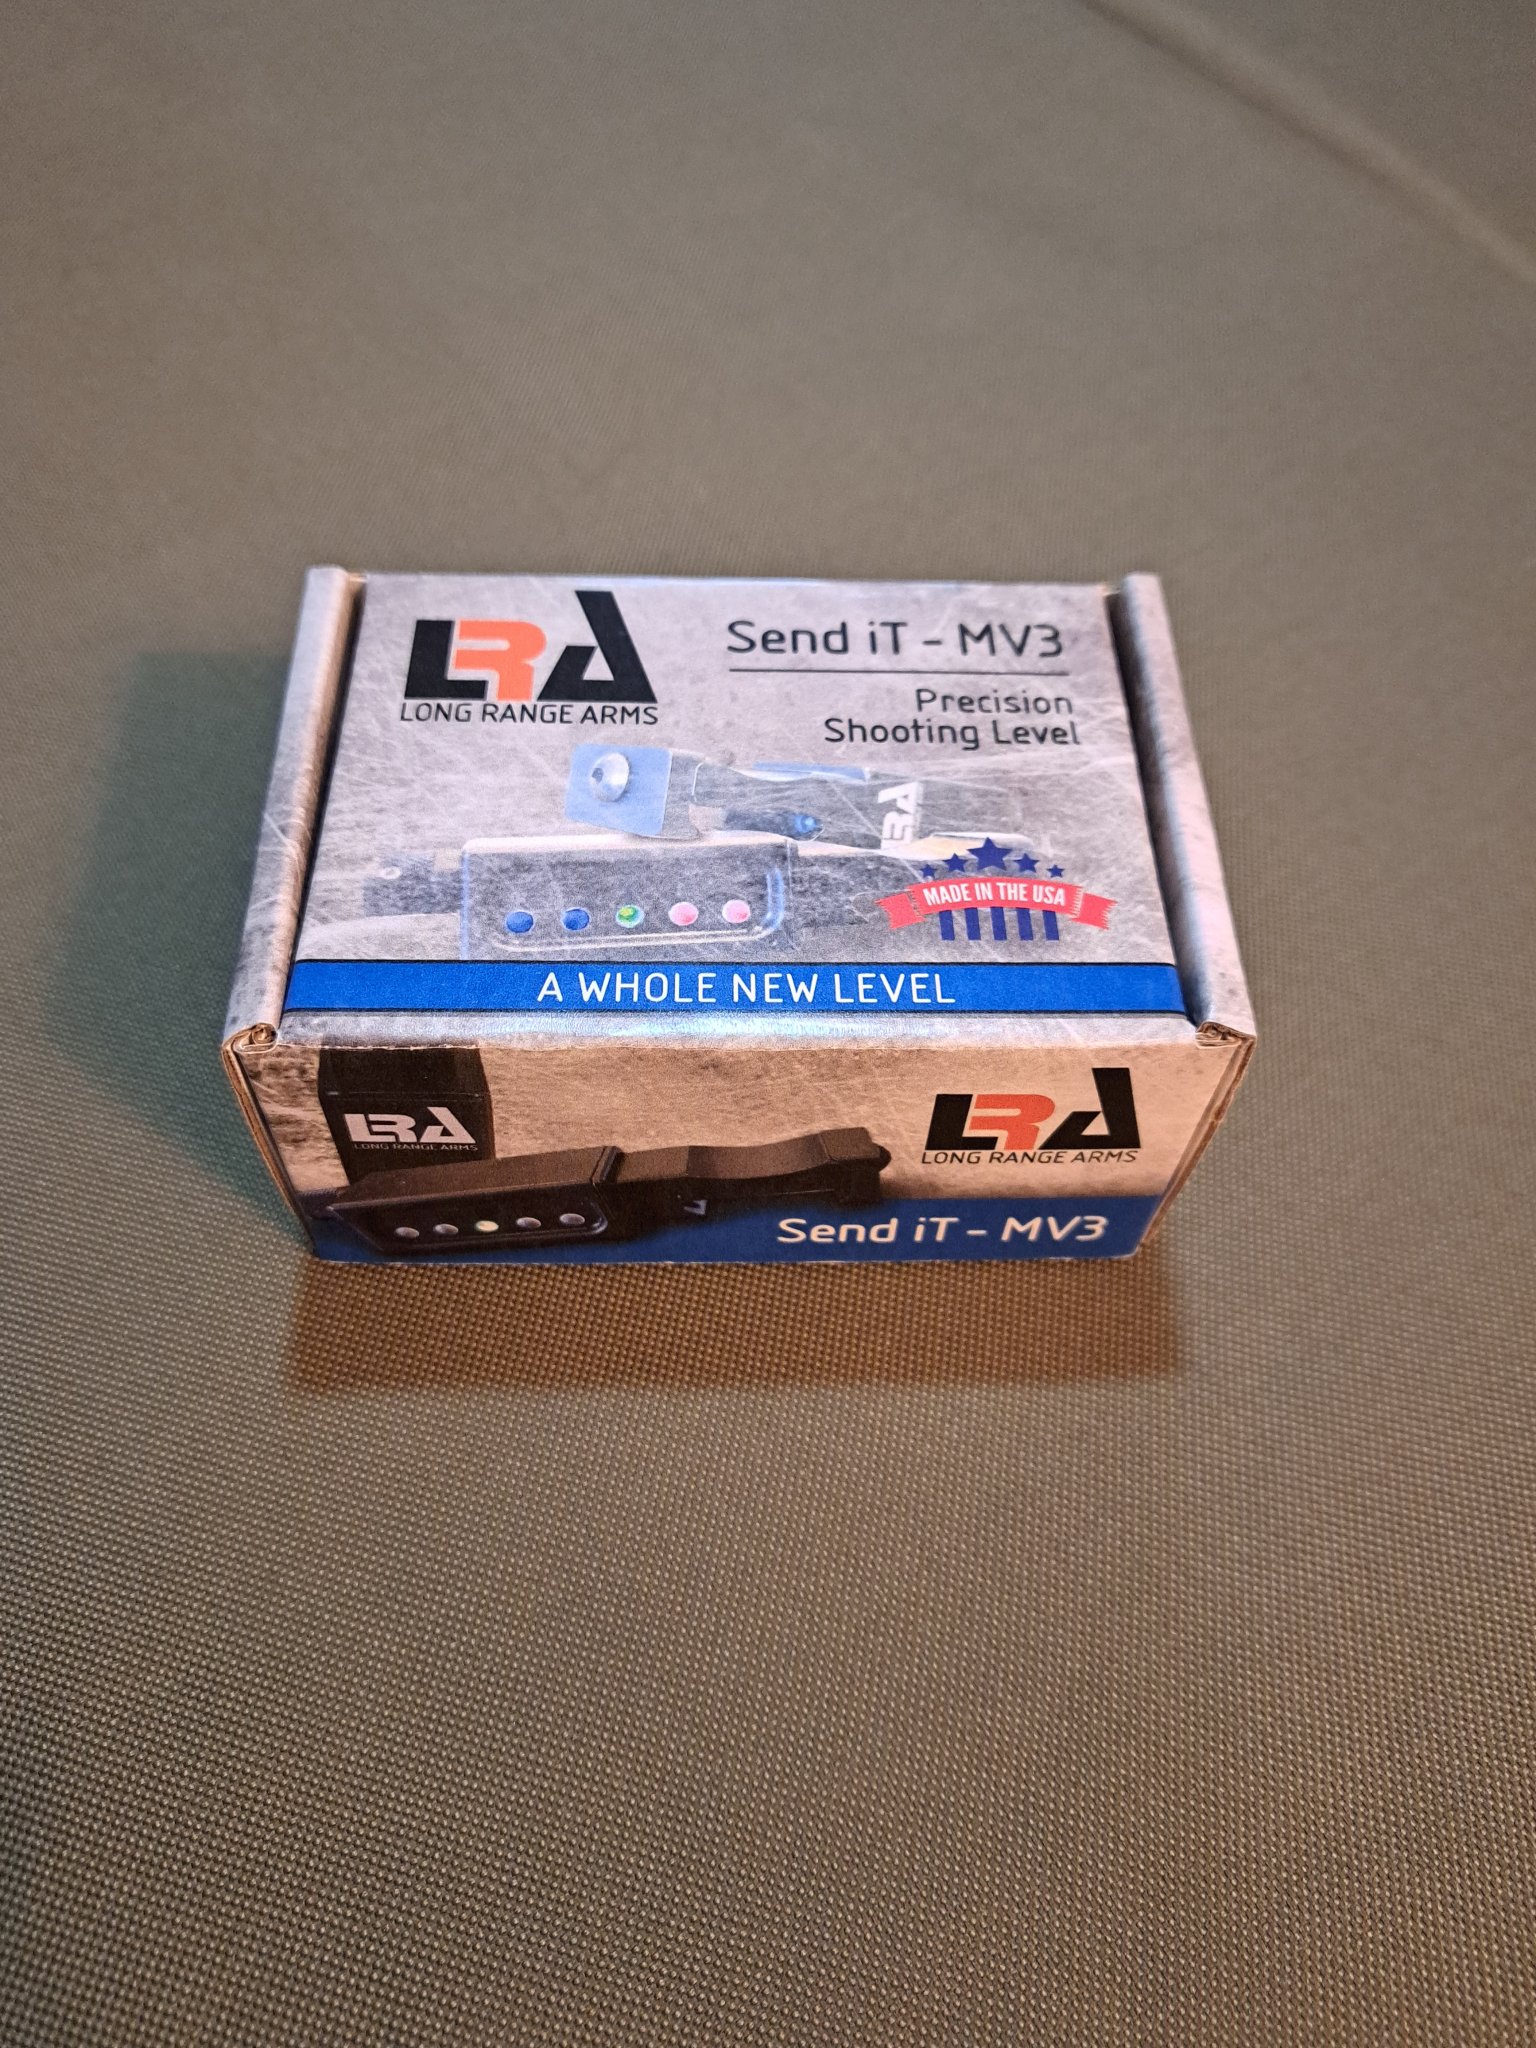 LRA
LONG RANGE ARMS
Send iT - MV3
Precision
Shooting Level
LRA
MADE IN THE USA
A WHOLE NEW LEVEL
LRA
LONG RANGE ARMS
LRA
LONG RANGE ARMS
Send iT - MV3